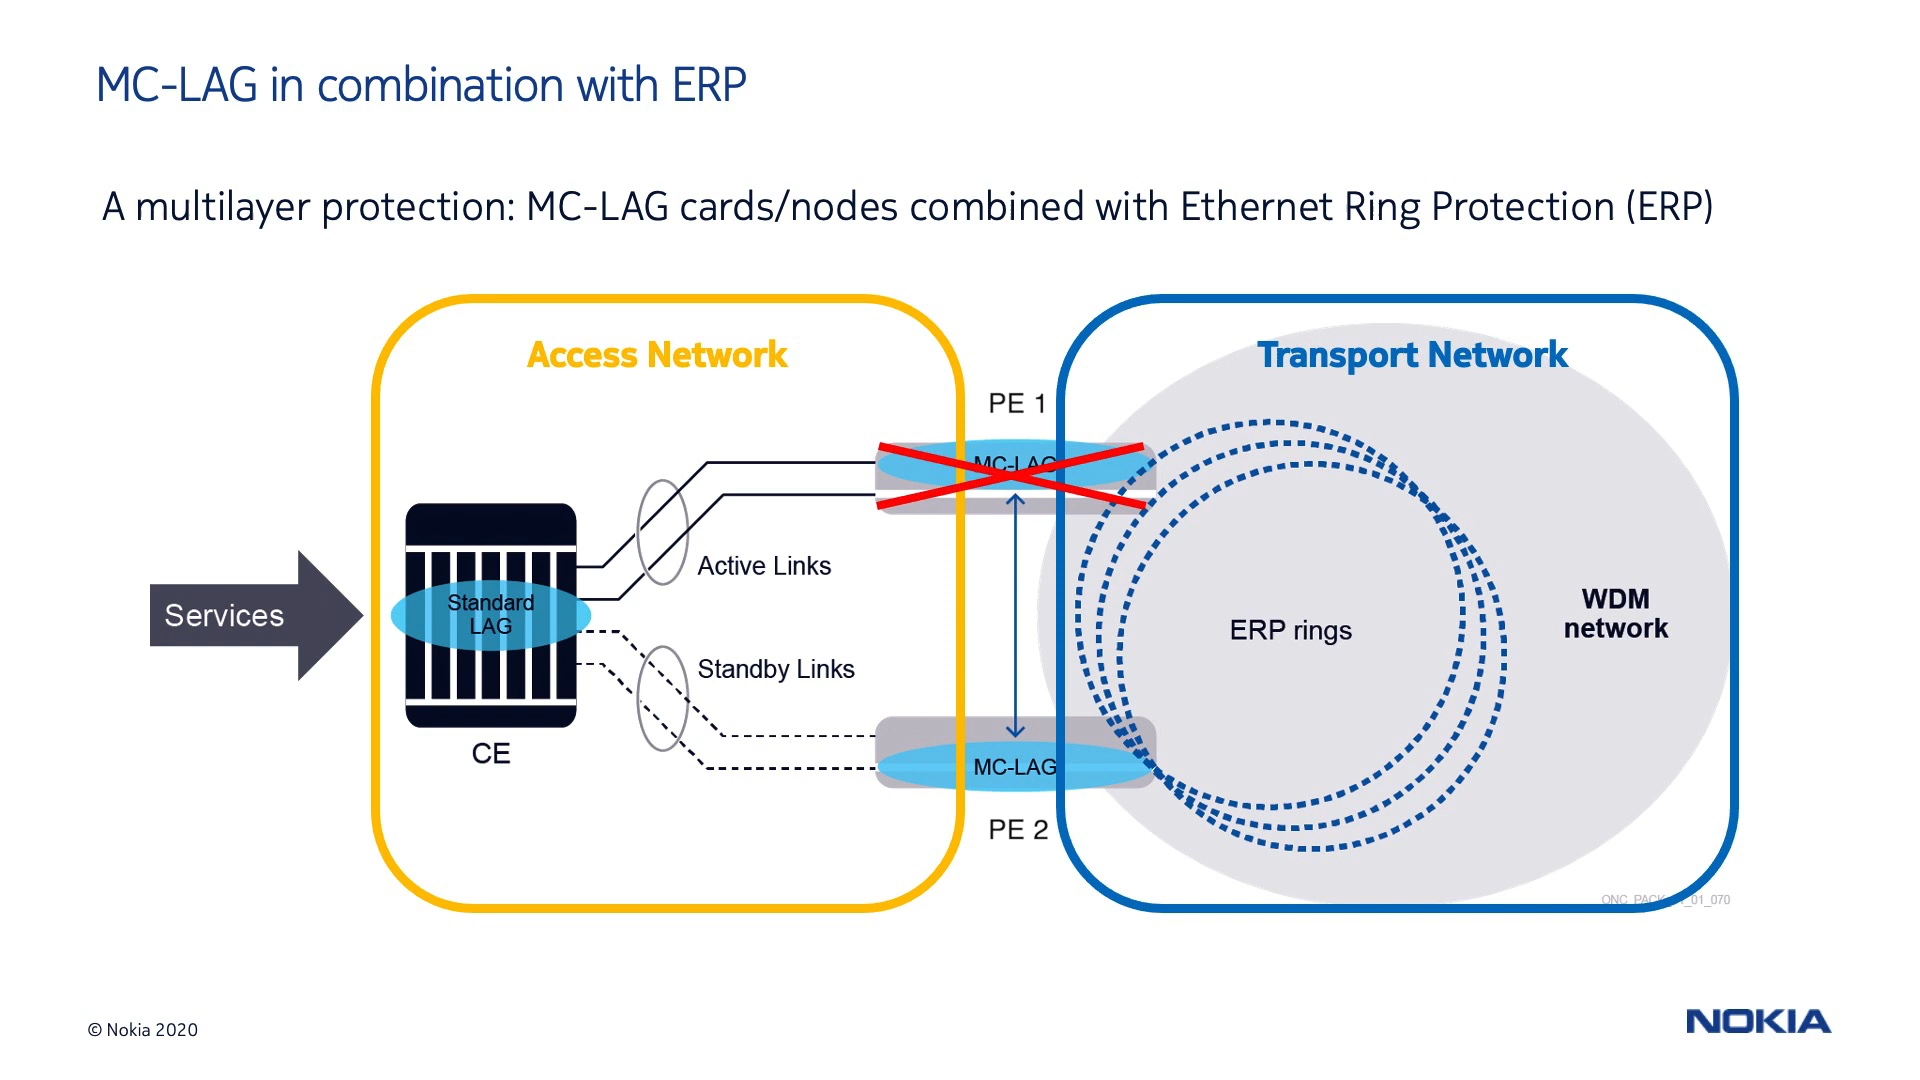 MC-LAG in combination with ERP
A multilayer protection: MC-LAG cards/nodes combined with Ethernet Ring Protection (ERP)
Access Network
Transport Network
PE 1
MC-LAG
Active Links
Services
Standard
LAG
ERP rings
WDM
network
Standby Links
CE
MC-LAG
PE 2
ONC_PACK_ _01_070
© Nokia 2020
NOKIA